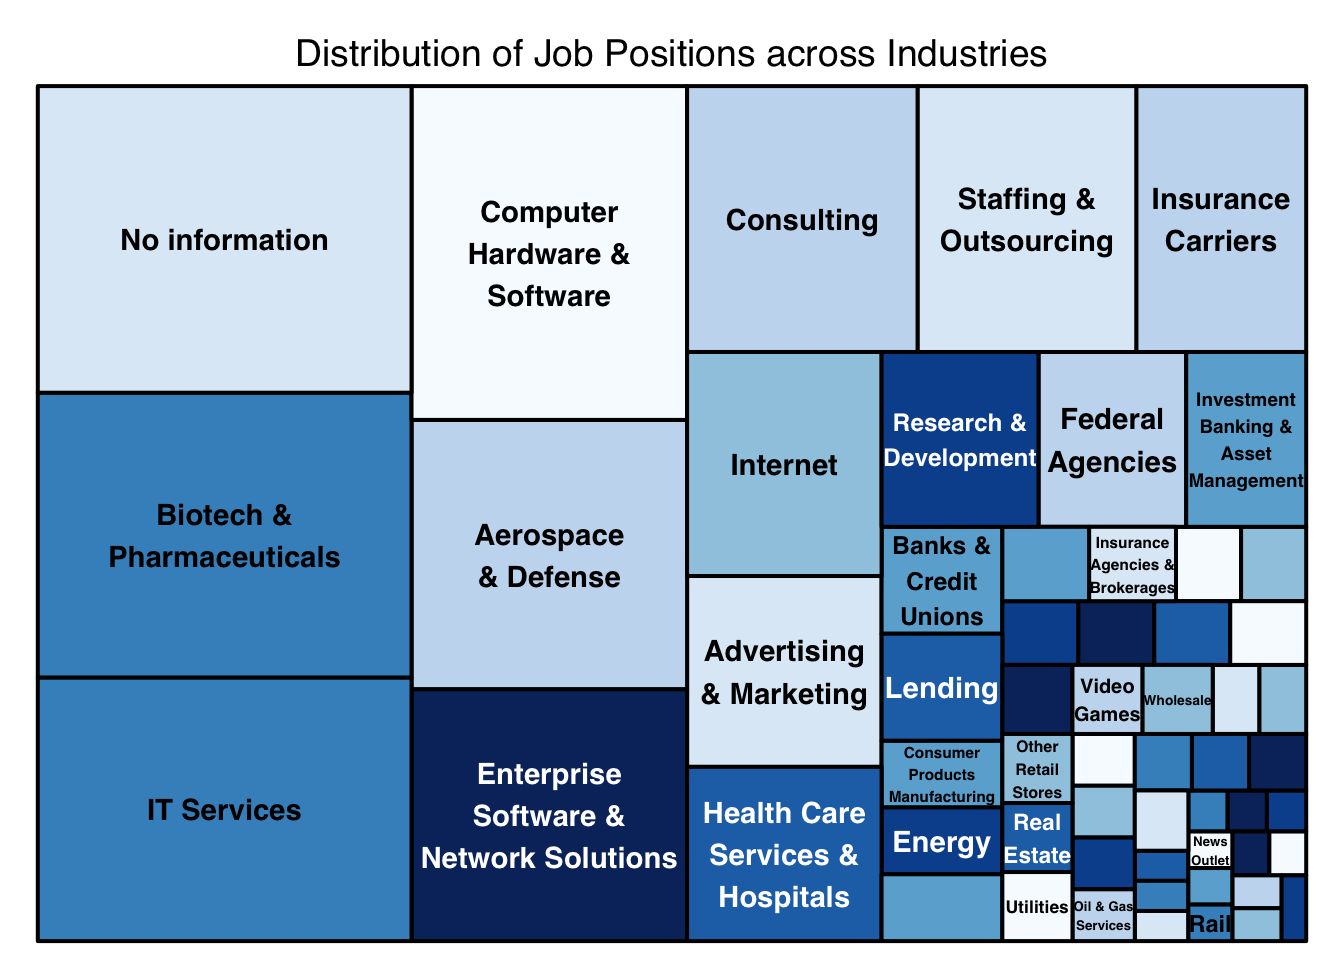 Distribution of Job Positions across Industries
No information
Biotech &
Pharmaceuticals
IT Services
Computer
Hardware &
Software
Aerospace
& Defense
Enterprise
Software &
Network Solutions
Consulting
Staffing &
Outsourcing
Insurance
Carriers
Internet
Advertising
& Marketing
Health Care
Services &
Hospitals
Research &
Development
Federal
Agencies
Investment
Banking &
Asset
Management
Banks &
Credit
Unions
Lending
Consumer
Products
Manufacturing
Energy
Insurance
Agencies &
Brokerages
Video
Games
Wholesale
Other
Retail
Stores
Real
Estate
Utilities
Oil & Gas
Services
News
Outlet
Rail